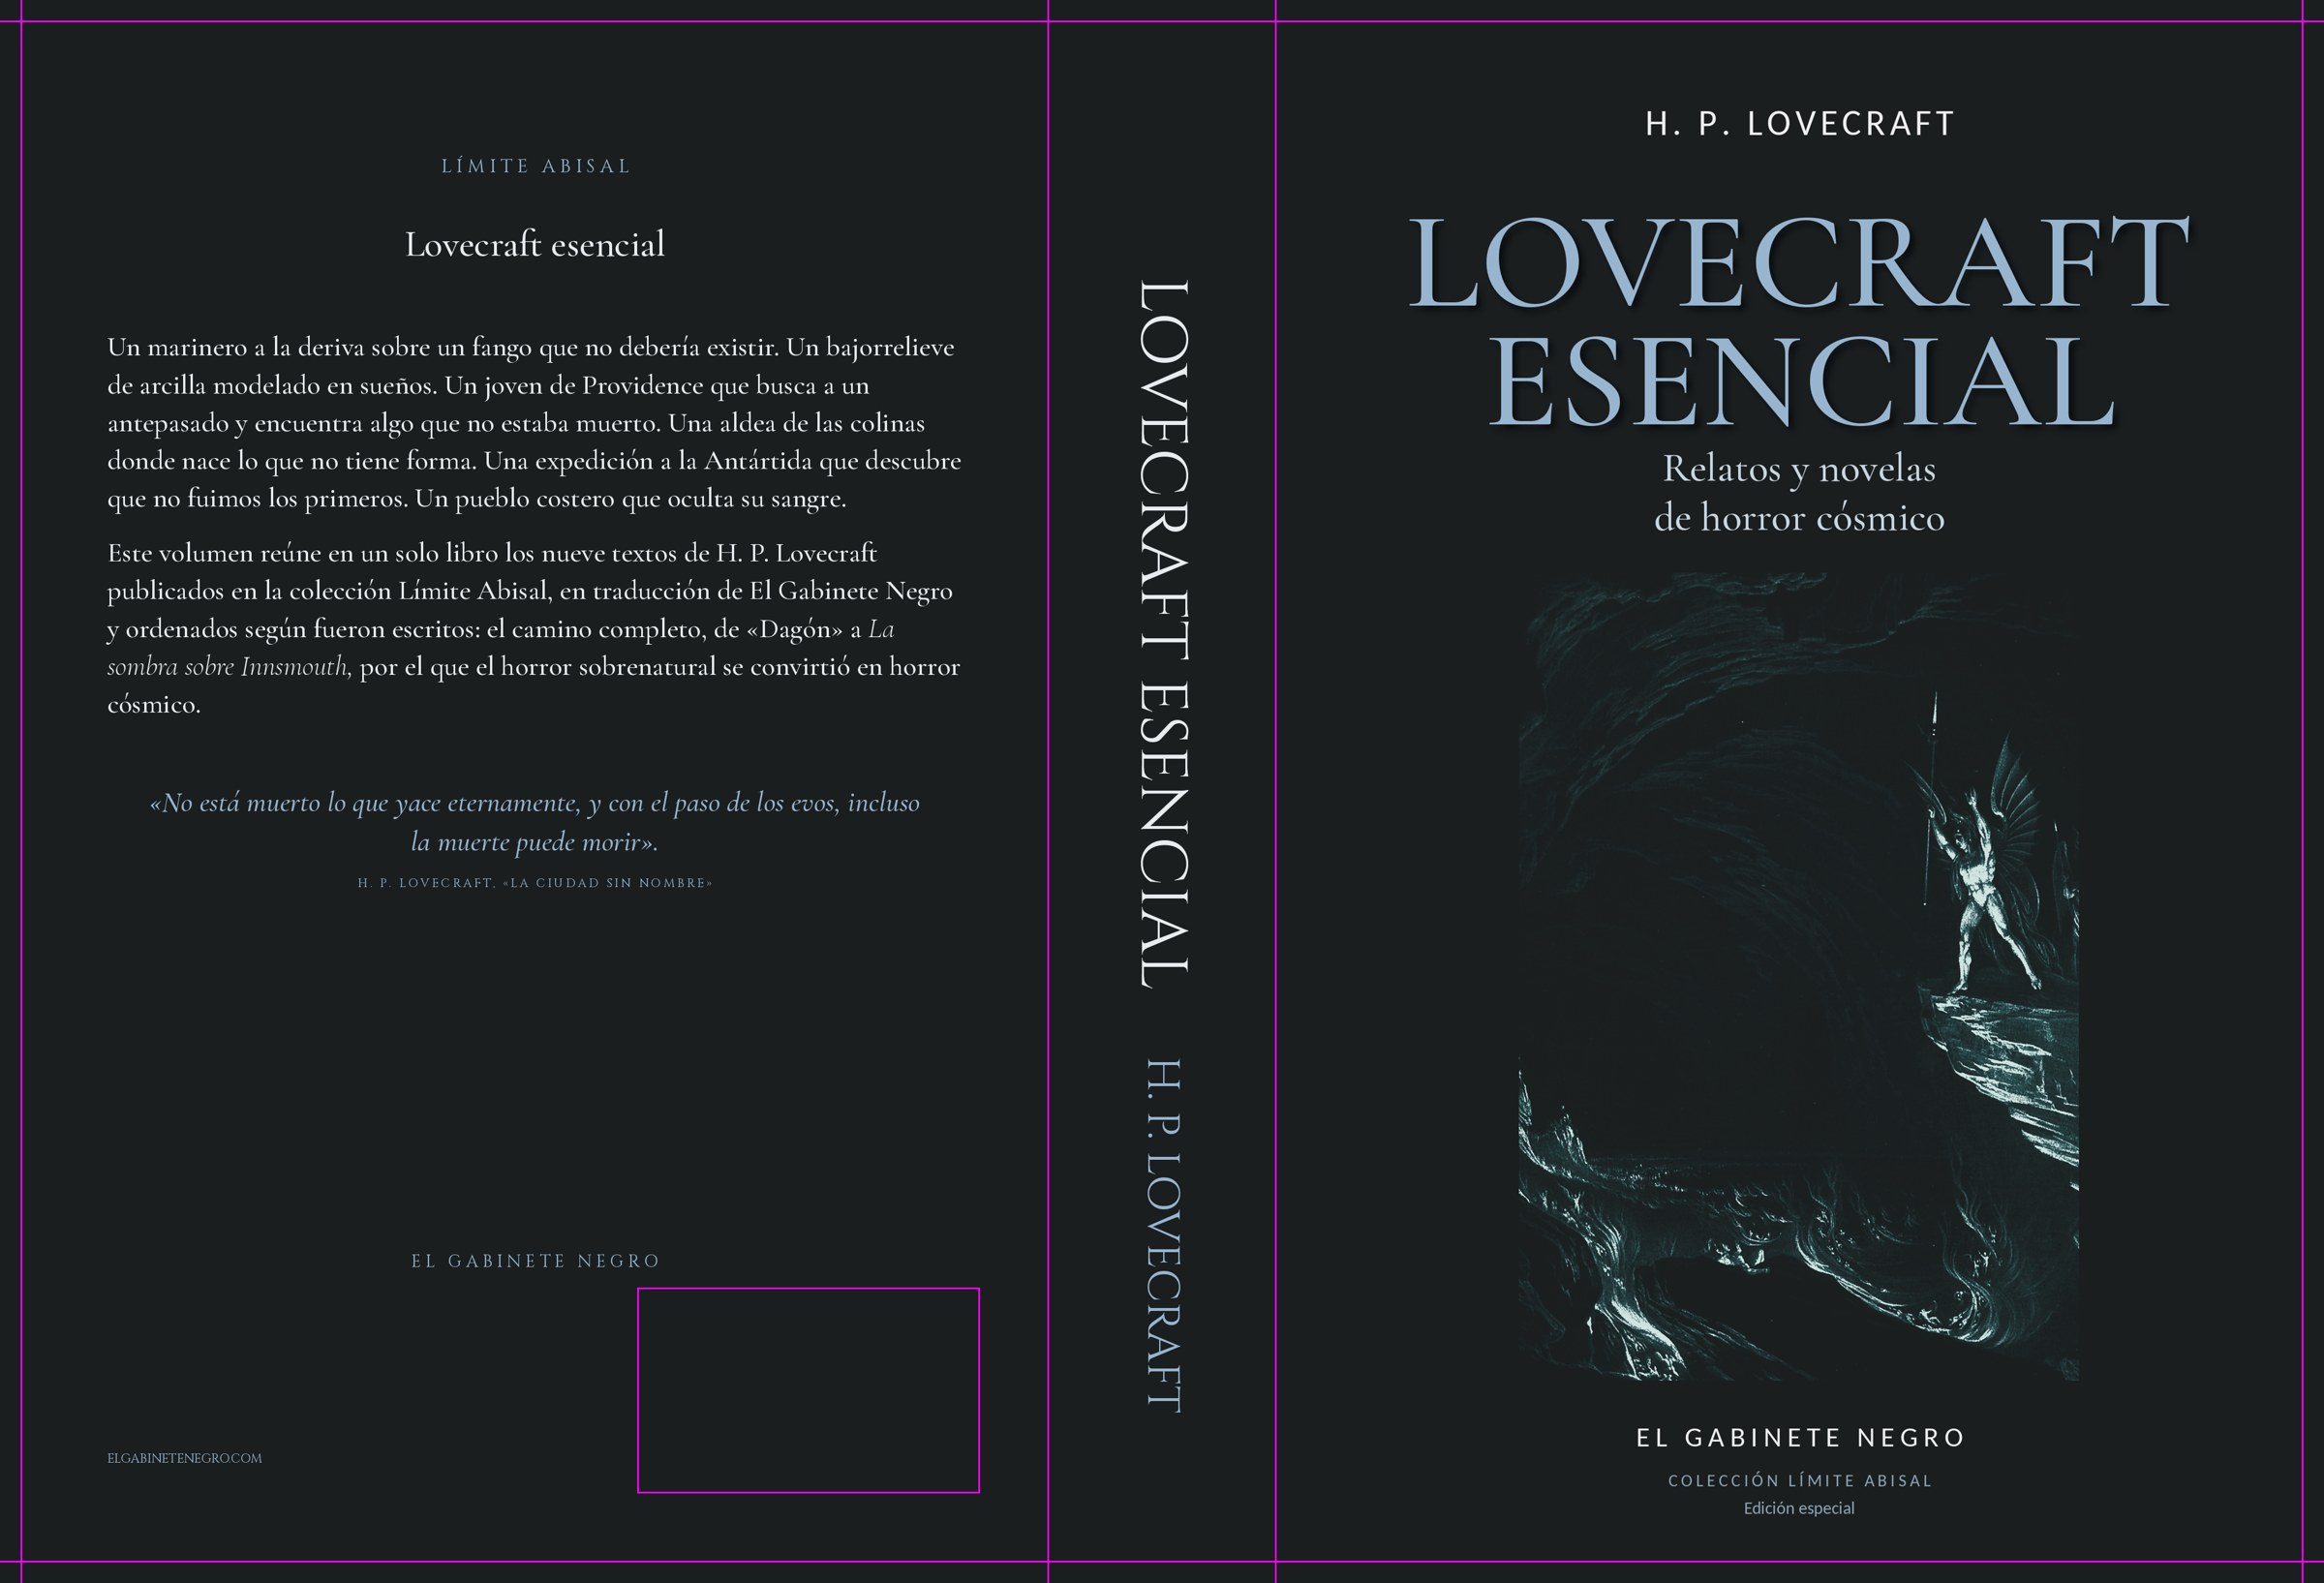 LÍMITE ABISAL
Lovecraft esencial
Un marinero a la deriva sobre un fango que no debería existir. Un bajorrelieve
de arcilla modelado en sueños. Un joven de Providence que busca a un
antepasado y encuentra algo que no estaba muerto. Una aldea de las colinas
donde nace lo que no tiene forma. Una expedición a la Antártida que descubre
que no fuimos los primeros. Un pueblo costero que oculta su sangre.
Este volumen reúne en un solo libro los nueve textos de H. P. Lovecraft
publicados en la colección Límite Abisal, en traducción de El Gabinete Negro
y ordenados según fueron escritos: el camino completo, de «Dagón» a La
sombra sobre Innsmouth, por el que el horror sobrenatural se convirtió en horror
cósmico.
«No está muerto lo que yace eternamente, y con el paso de los evos, incluso
la muerte puede morir».
H. P. LOVECRAFT, «LA CIUDAD SIN NOMBRE»
EL GABINETE NEGRO
ELGABINETENEGRO.COM
LOVECRAFT ESENCIAL
H. P. LOVECRAFT
H. P. LOVECRAFT
LOVECRAFT
ESENCIAL
Relatos y novelas
de horror cósmico
EL GABINETE NEGRO
COLECCIÓN LÍMITE ABISAL
Edición especial